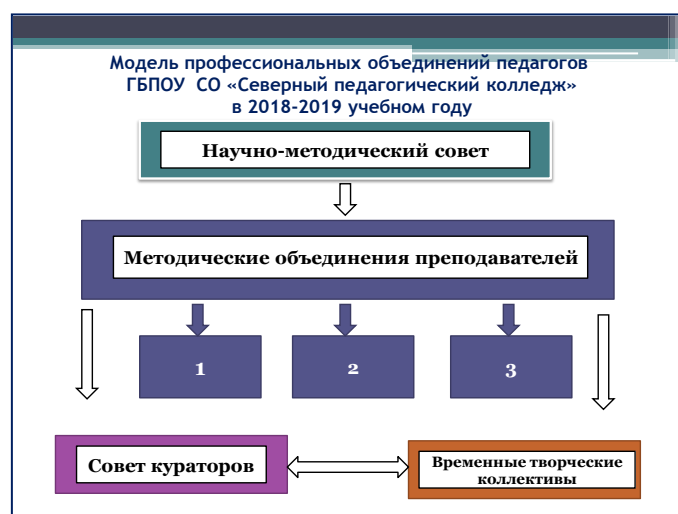 Модель профессиональных объединений педагогов
ГБПОУ СО «Северный педагогический колледж»
в 2018-2019 учебном году
Научно-методический совет
Методические объединения преподавателей
1
2
3
Совет кураторов
Временные творческие
коллективы